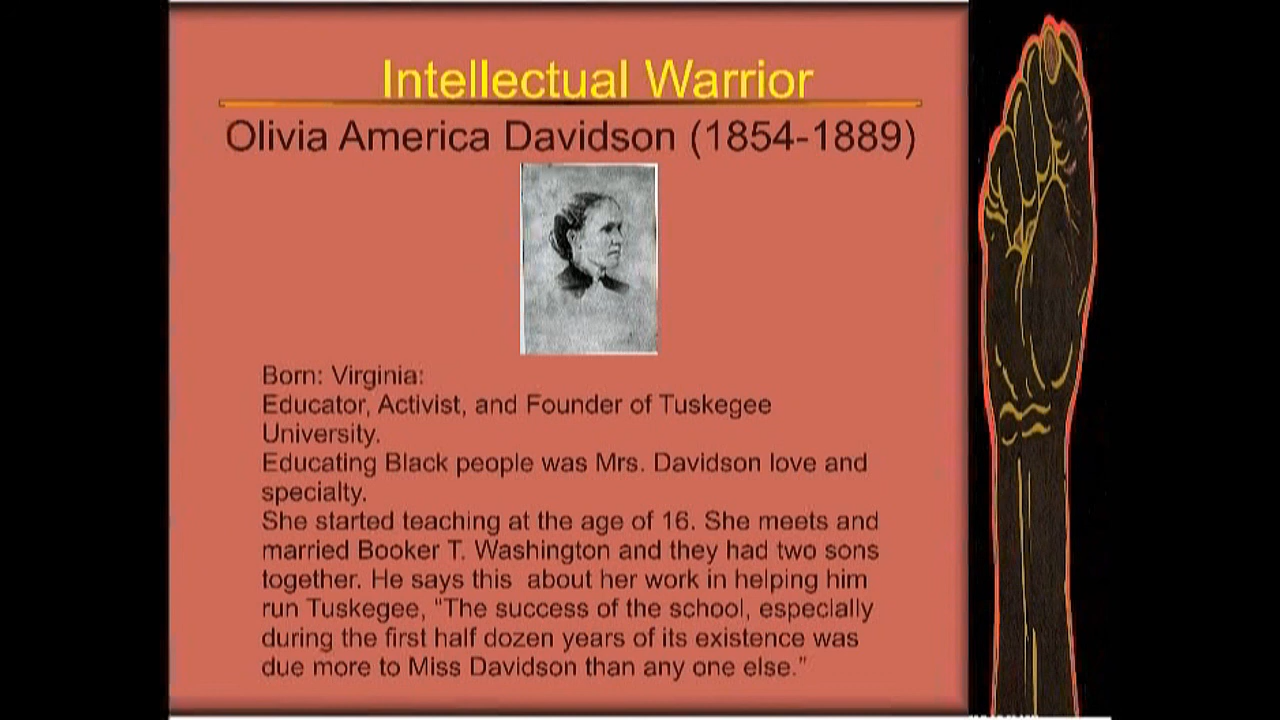 Intellectual Warrior
Olivia America Davidson (1854-1889)
Born: Virginia:
Educator, Activist, and Founder of Tuskegee
University.
Educating Black people was Mrs. Davidson love and
specialty.
She started teaching at the age of 16. She meets and
married Booker T. Washington and they had two sons
together. He says this  about her work in helping him
run Tuskegee, "The success of the school, especially
during the first half dozen years of its existence was
due more to Miss Davidson than any one else."